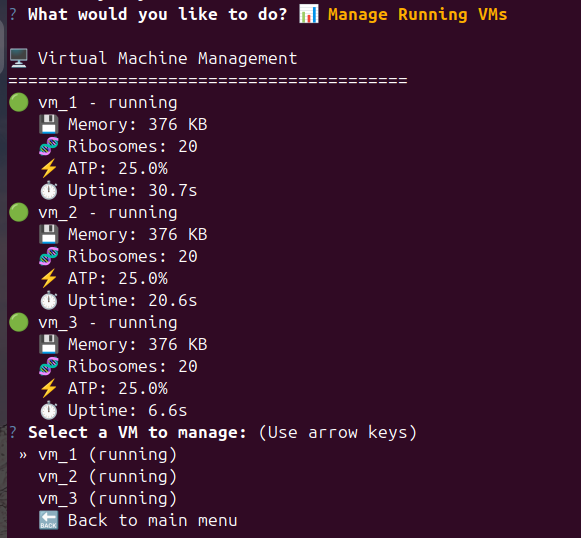 ? What would you like to do? 📊 Manage Running VMs
🖥️ Virtual Machine Management
========================================
🟢 vm_1 - running
💾 Memory: 376 KB
🧬 Ribosomes: 20
⚡ ATP: 25.0%
⏱️ Uptime: 30.7s
🟢 vm_2 - running
💾 Memory: 376 KB
🧬 Ribosomes: 20
⚡ ATP: 25.0%
⏱️ Uptime: 20.6s
🟢 vm_3 - running
💾 Memory: 376 KB
🧬 Ribosomes: 20
⚡ ATP: 25.0%
⏱️ Uptime: 6.6s
? Select a VM to manage: (Use arrow keys)
» vm_1 (running)
vm_2 (running)
vm_3 (running)
🔙 Back to main menu